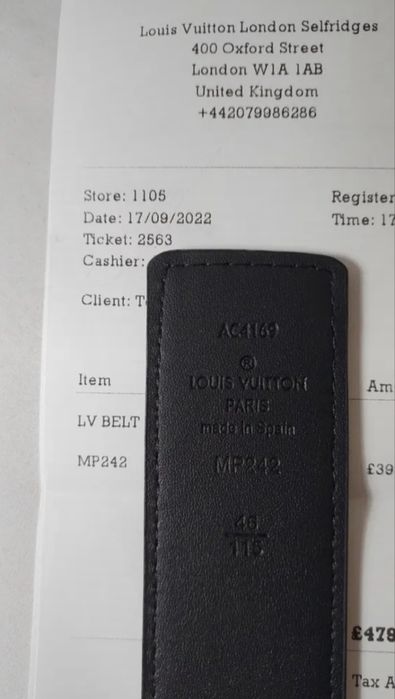 Louis Vuitton London Selfridges
400 Oxford Street
London W1A 1AB
United Kingdom
+442079986286
Store: 1105
Register
Date: 17/09/2022
Time: 17
Ticket: 2563
Cashier:
Client: T
Item
Am
LV BELT
MP242
£39
£479
Tax A
AC4169
®
LOUIS VUITTON
PARIS
made in Spain
MP242
46
115